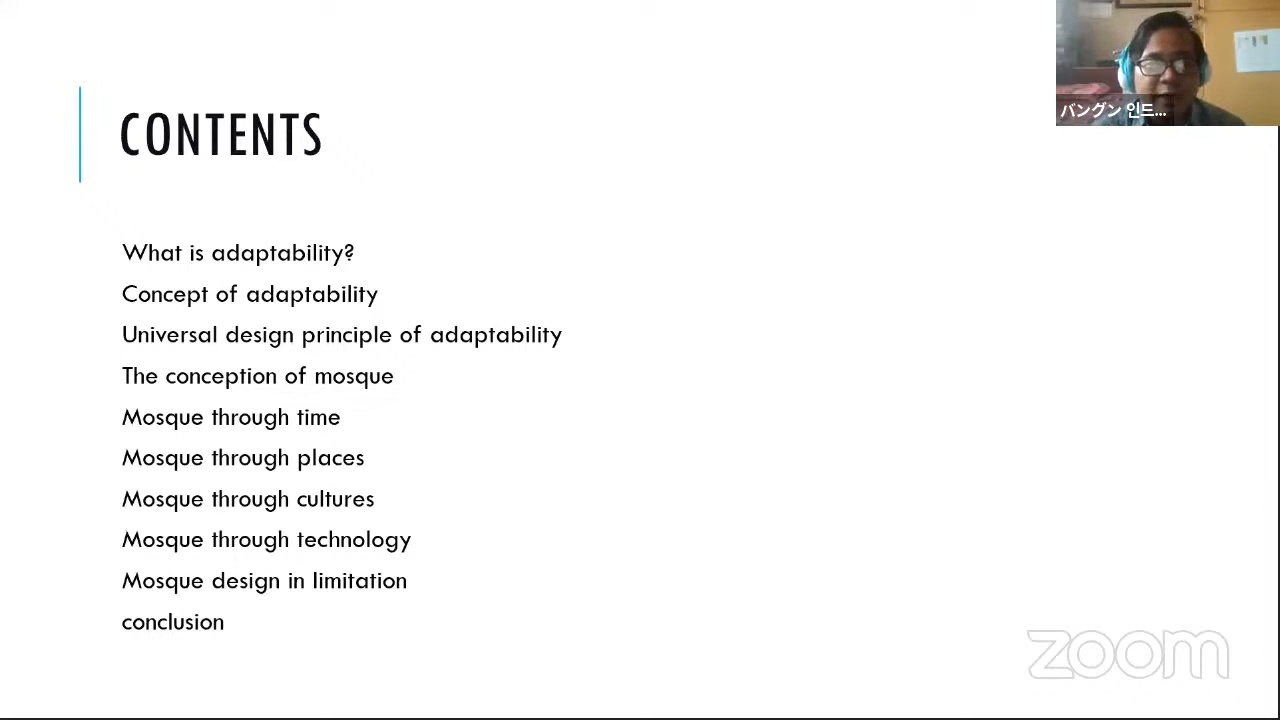 CONTENTS
バングン 인드...
What is adaptability?
Concept of adaptability
Universal design principle of adaptability
The conception of mosque
Mosque through time
Mosque through places
Mosque through cultures
Mosque through technology
Mosque design in limitation
conclusion
zoom